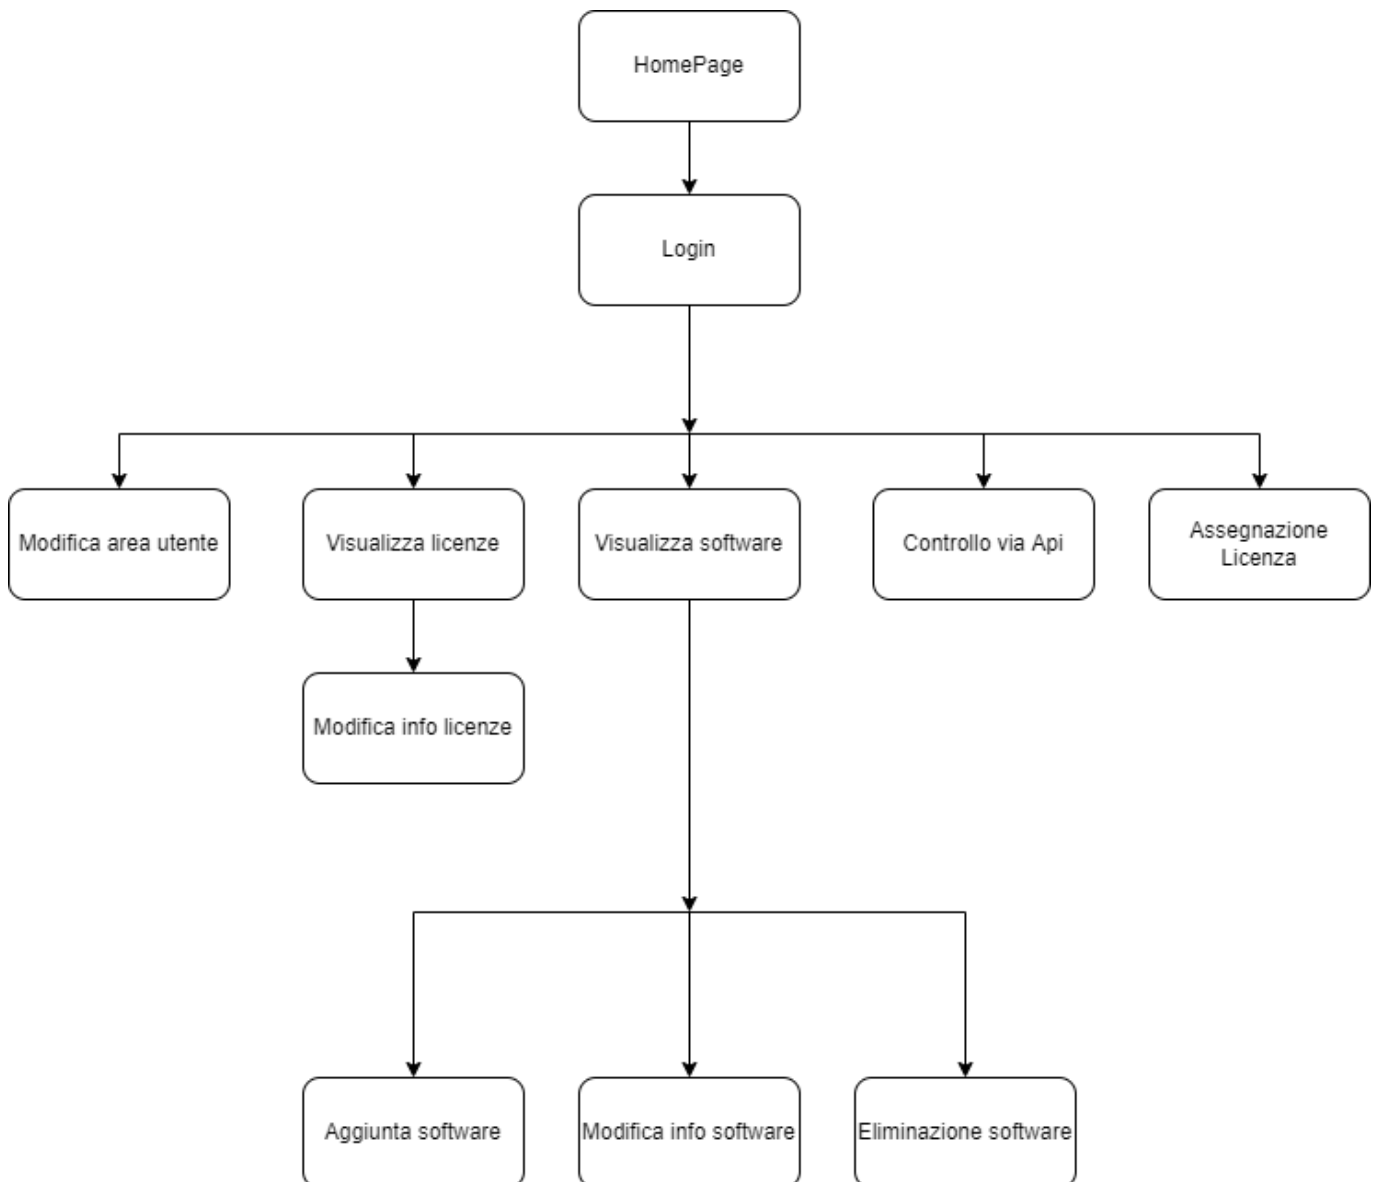 HomePage
Login
Modifica area utente
Visualizza licenze
Visualizza software
Controllo via Api
Assegnazione
Licenza
Modifica info licenze
Aggiunta software
Modifica info software
Eliminazione software